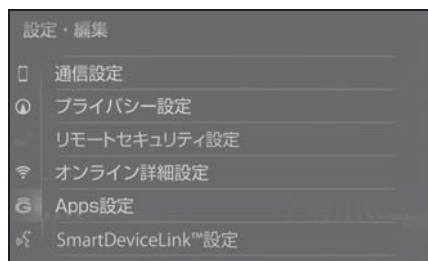 設定・編集
通信設定
プライバシー設定
リモートセキュリティ設定
オンライン詳細設定
Apps設定
SmartDeviceLink™設定